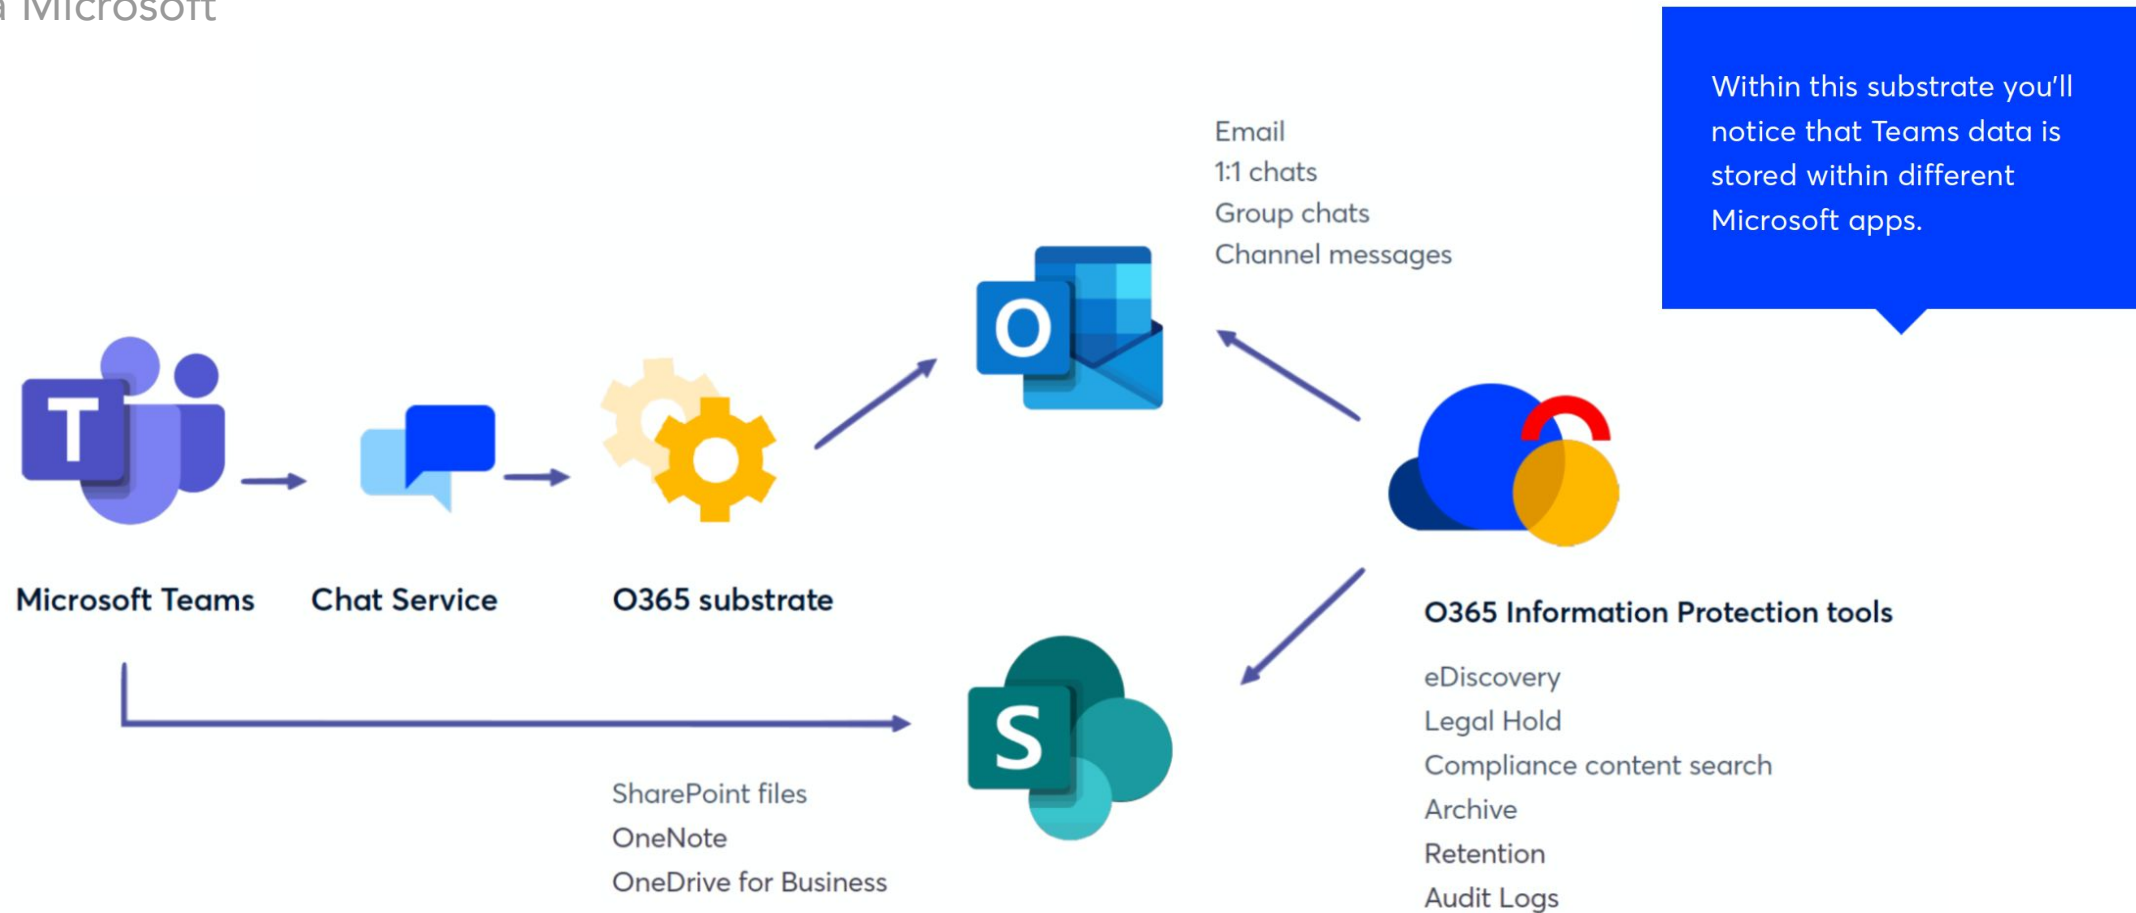 a Microsoft
Within this substrate you'll
notice that Teams data is
stored within different
Microsoft apps.
Email
1:1 chats
Group chats
Channel messages
O
T
Microsoft Teams
Chat Service
O365 substrate
O365 Information Protection tools
eDiscovery
Legal Hold
Compliance content search
Archive
Retention
Audit Logs
S
SharePoint files
OneNote
OneDrive for Business